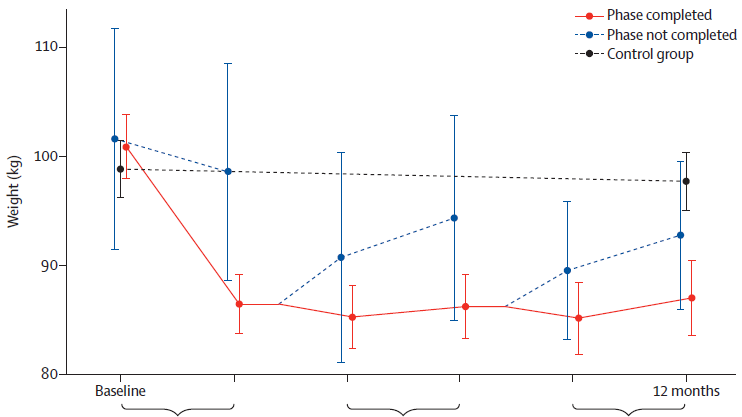 Phase completed
Phase not completed
Control group
110
100
90
80
Weight (kg)
Baseline
12 months